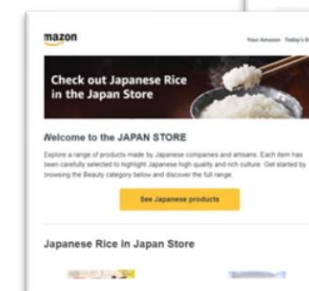 mazon
Your Amazon Today's D
Check out Japanese Rice
in the Japan Store
Welcome to the JAPAN STORE
Explore a range of products made by Japanese companies and artisans. Each item has
been carefully selected to highlight Japanese high quality and rich culture. Get started by
browsing the Beauty category below and discover the full range.
See Japanese products
Japanese Rice in Japan Store